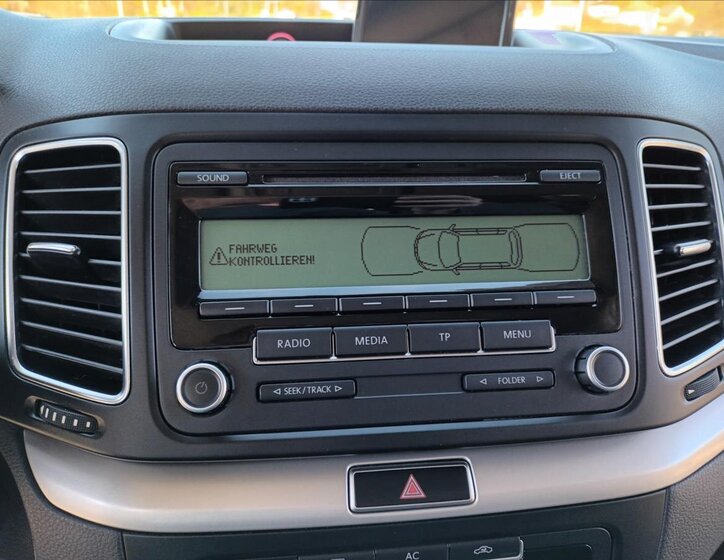 SOUND
EJECT
FAHRWEG
KONTROLLIEREN!
RADIO
MEDIA
TP
MENU
SEEK/TRACK
FOLDER
AC